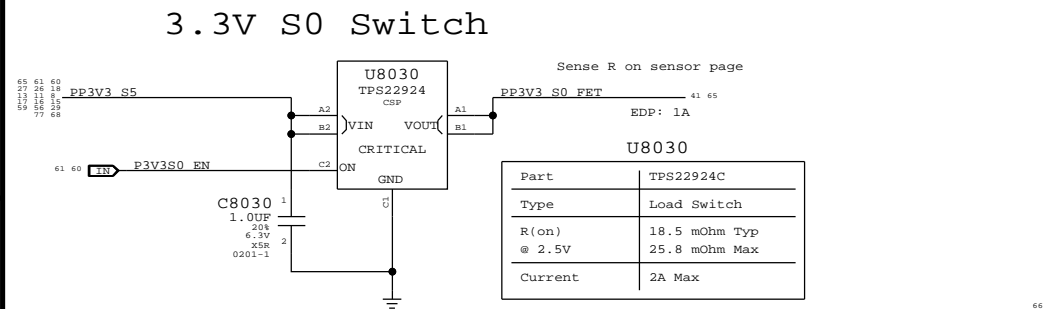 3.3V S0 Switch
U8030
TPS22924
CSP
Sense R on sensor page
65 61 60
27 26 18
13 11 8
17 16 15
59 56 29
77 68
PP3V3 S5
PP3V3 S0 FET
41 65
EDP: 1A
A2
A1
B2
VIN
VOUT
B1
CRITICAL
61 60
IN
P3V3S0 EN
C2
ON
GND
C1
C8030
1
1.0UF
20%
6.3V
X5R
0201-1
2
U8030
Part
TPS22924C
Type
Load Switch
R(on)
18.5 mOhm Typ
@ 2.5V
25.8 mOhm Max
Current
2A Max
66